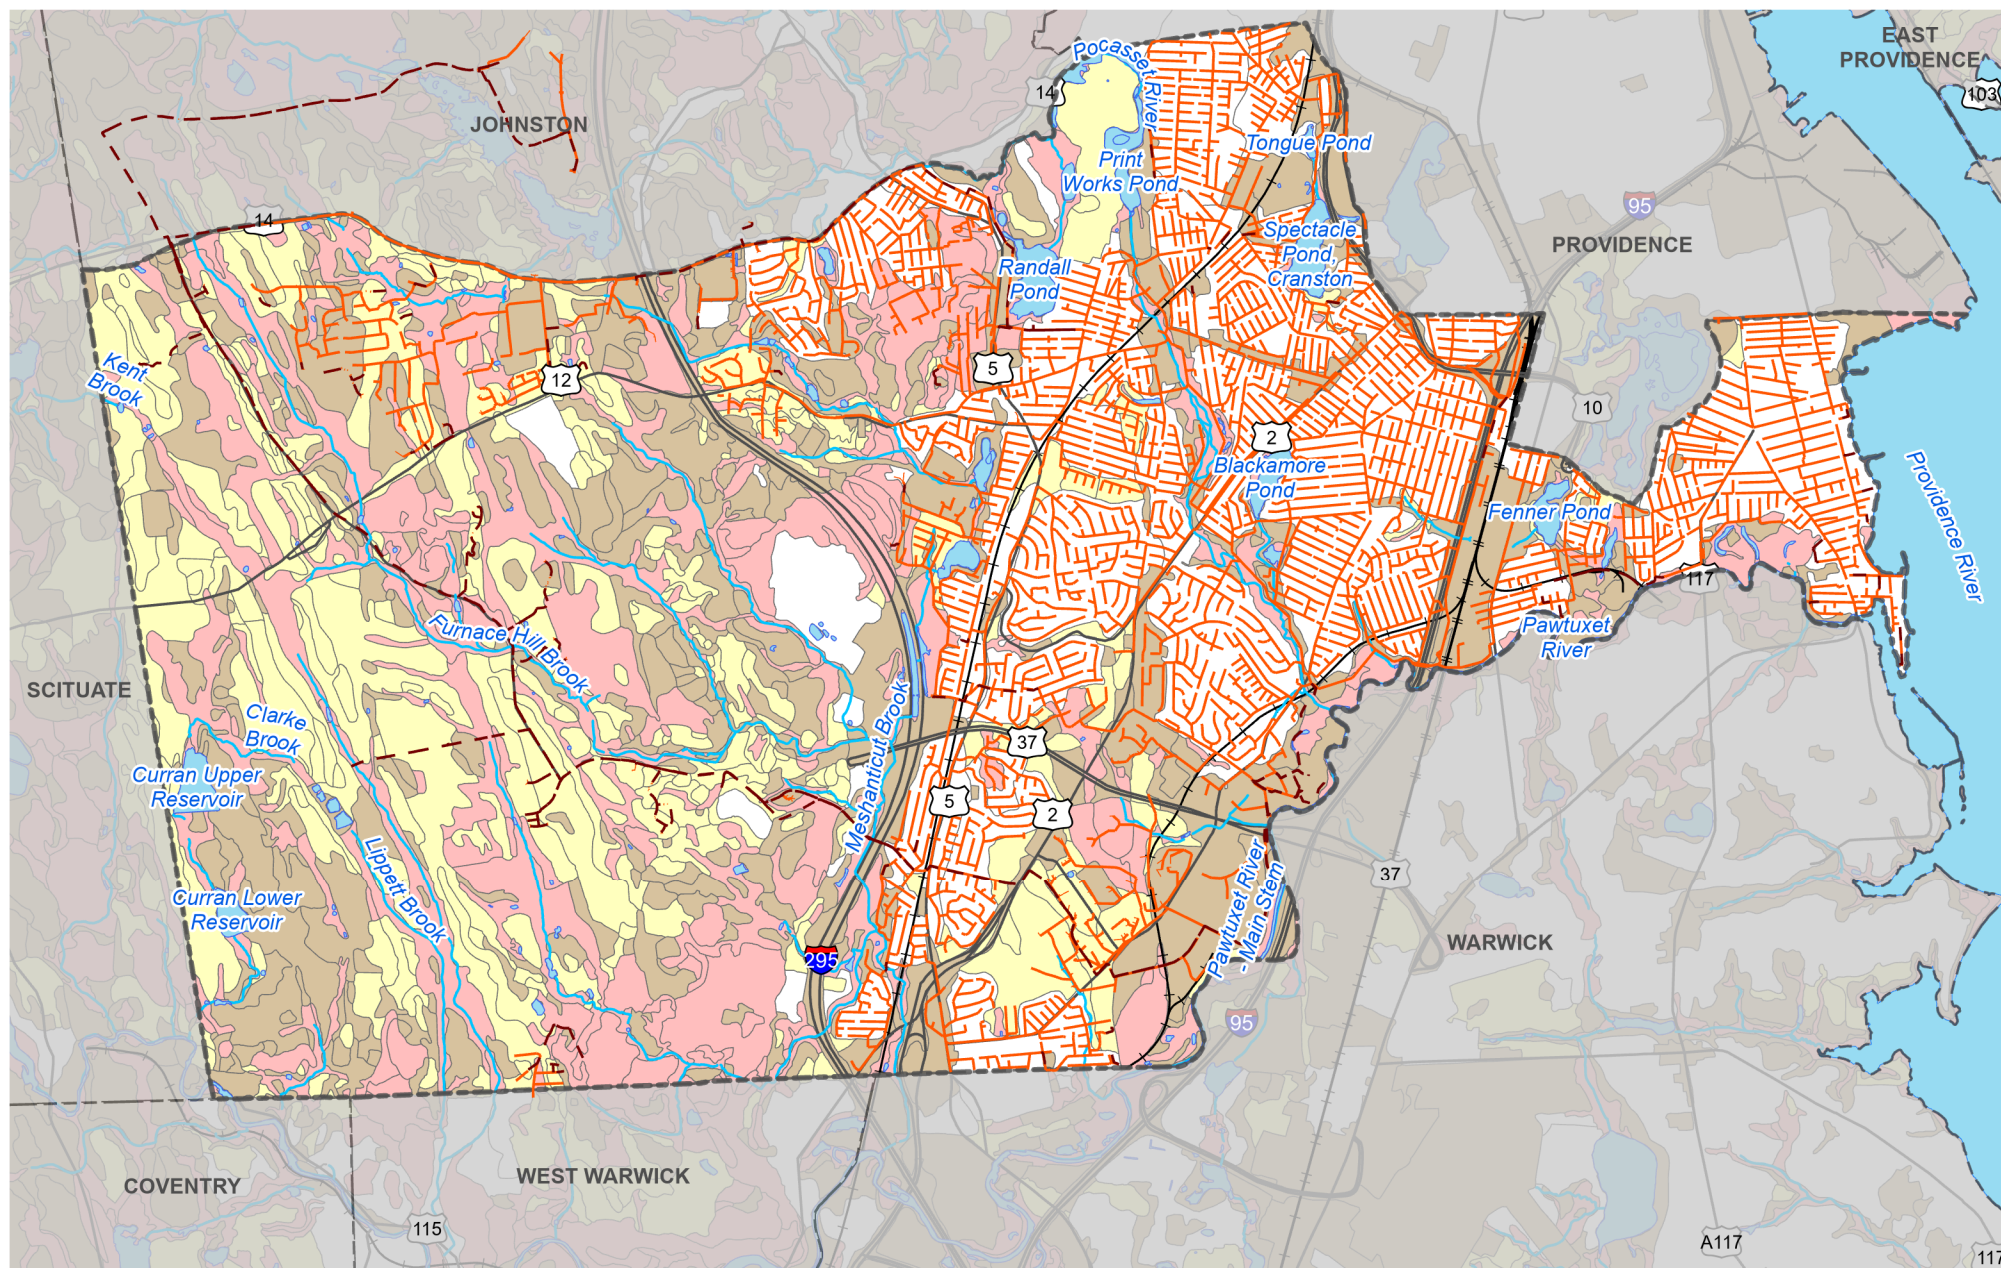 EAST
PROVIDENCE
103
Pocasset River
14
JOHNSTON
Tongue Pond
Print
Works Pond
95
14
Spectacle
Pond,
Cranston
PROVIDENCE
Randall
Pond
Kent
Brook
12
5
10
2
Blackamore
Pond
Fenner Pond
Providence River
117
Furnace Hill Brook
Pawtuxet
River
SCITUATE
Clarke
Brook
Meshanticut Brook
37
Curran Upper
Reservoir
5
2
Lippett Brook
37
Curran Lower
Reservoir
Pawtuxet River
- Main Stem
WARWICK
295
95
COVENTRY
WEST WARWICK
115
A117
117